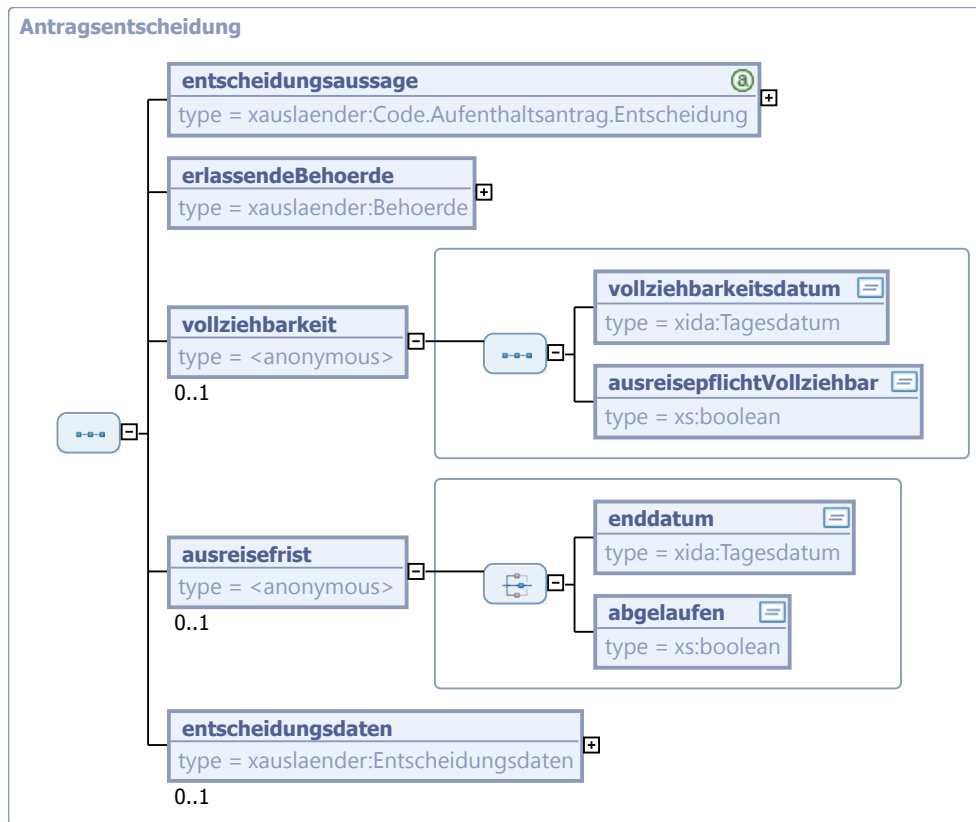 Antragsentscheidung
entscheidungsaussage
type = xauslaender:Code.Aufenthaltsantrag.Entscheidung
erlassendeBehoerde
type = xauslaender:Behoerde
vollziehbarkeit
type = <anonymous>
0..1
vollziehbarkeitsdatum
type = xida:Tagesdatum
ausreisepflichtVollziehbar
type = xs:boolean
ausreisefrist
type = <anonymous>
0..1
enddatum
type = xida:Tagesdatum
abgelaufen
type = xs:boolean
entscheidungsdaten
type = xauslaender:Entscheidungsdaten
0..1